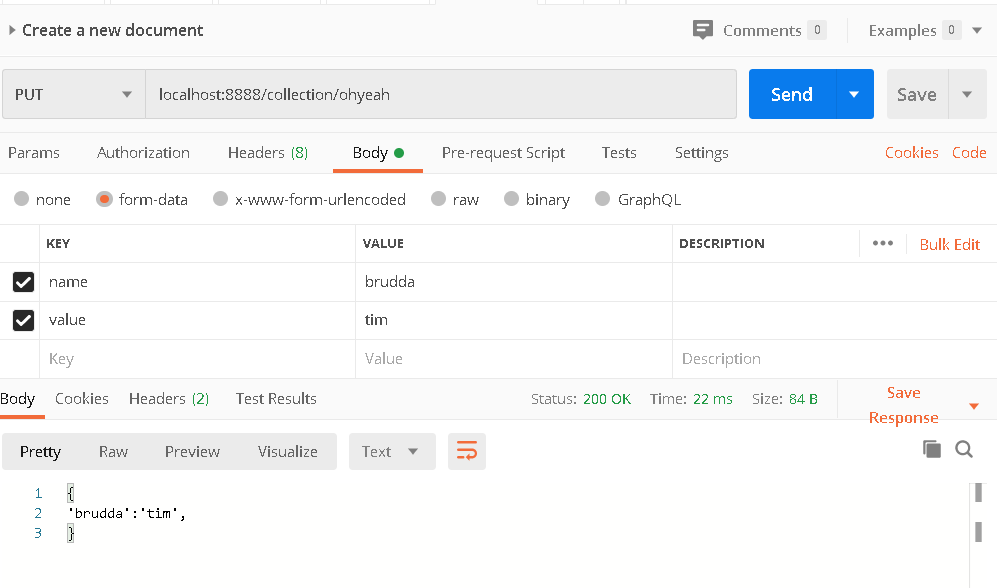 Create a new document Comments 0 Examples 0
PUT localhost:8888/collection/ohyeah Send Save
Params Authorization Headers (8) Body Pre-request Script Tests Settings Cookies Code
none form-data x-www-form-urlencoded raw binary GraphQL
KEY VALUE DESCRIPTION ••• Bulk Edit
name brudda
value tim
Key Value Description
Body Cookies Headers (2) Test Results Status: 200 OK Time: 22 ms Size: 84 B Save
Response
Pretty Raw Preview Visualize Text
1 {
2 'brudda':'tim',
3 }